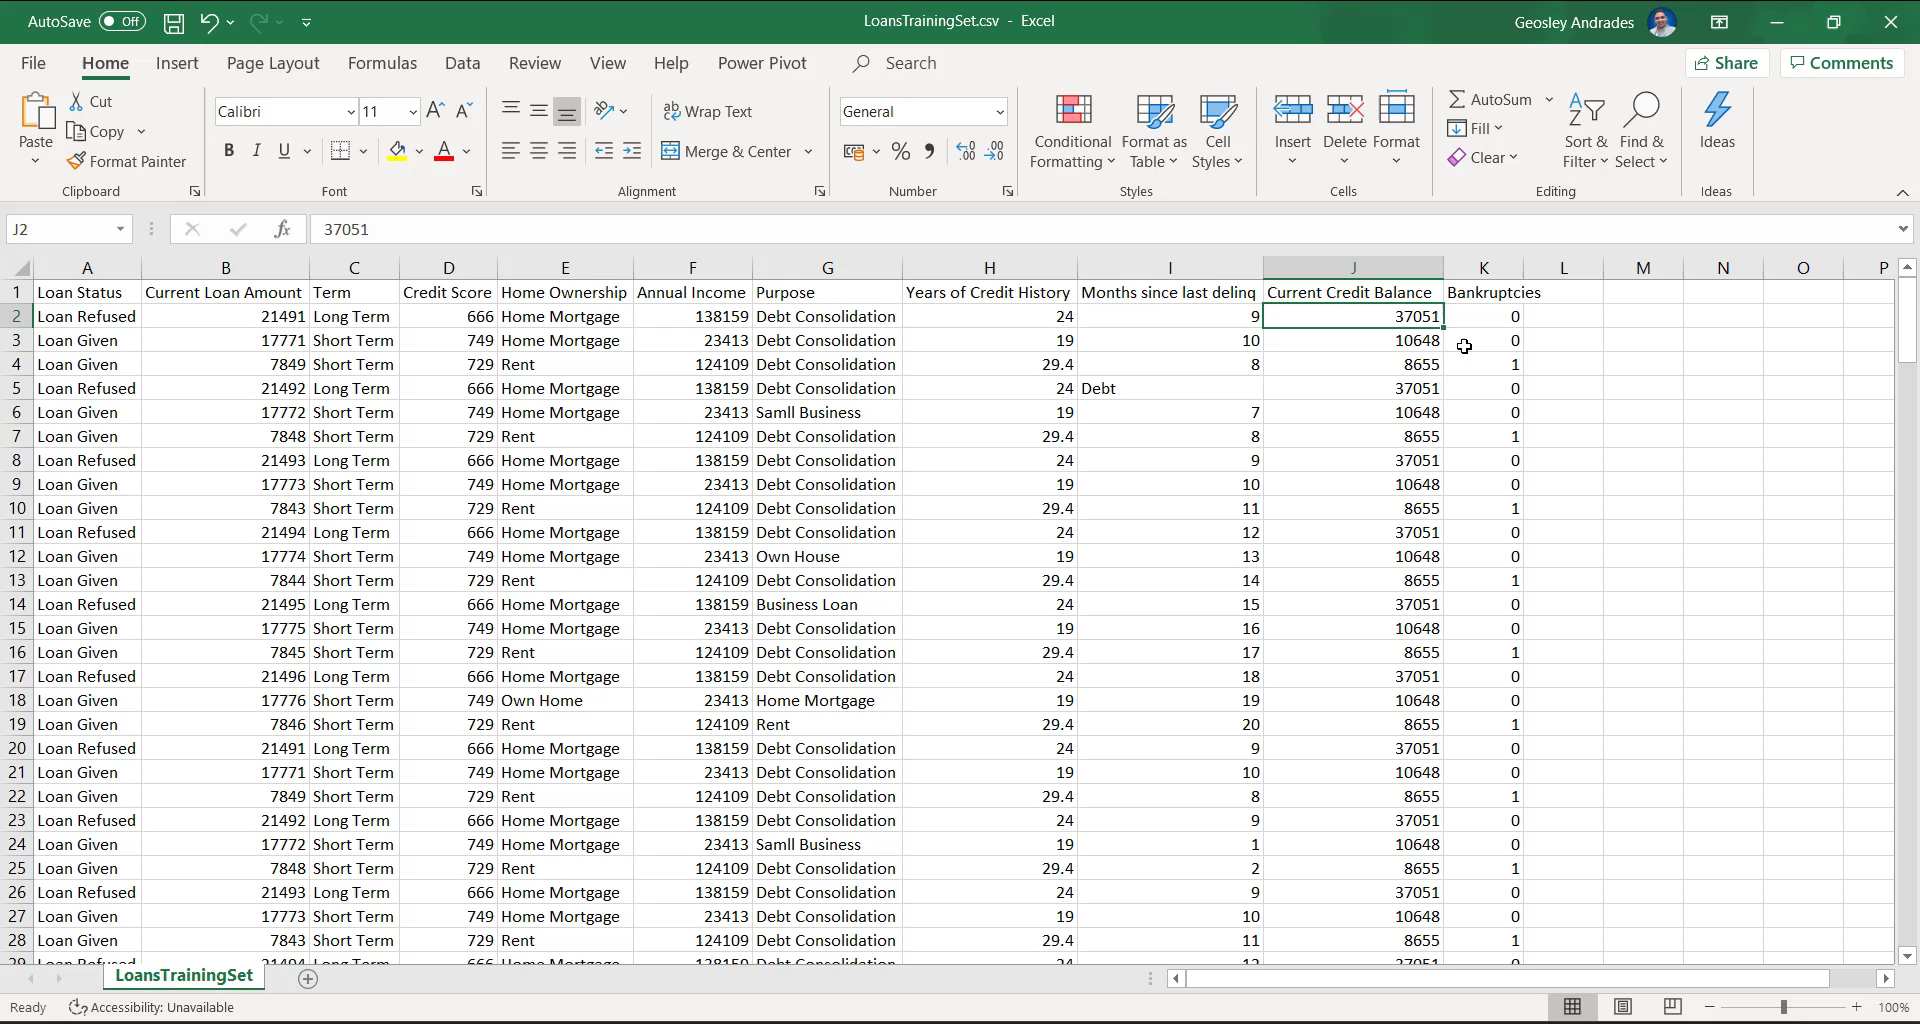 AutoSave Off LoansTrainingSet.csv - Excel Geosley Andrades
File Home Insert Page Layout Formulas Data Review View Help Power Pivot Search Share Comments
Paste Cut Copy Format Painter Clipboard
Calibri 11 B I U A Font
ab Wrap Text Merge & Center Alignment
General % Number
Conditional Formatting Format as Table Cell Styles Styles
Insert Delete Format Cells
AutoSum Fill Clear Sort & Filter Find & Select Editing
Ideas Ideas
J2 fx 37051
A B C D E F G H I J K L M N O P
1 Loan Status Current Loan Amount Term Credit Score Home Ownership Annual Income Purpose Years of Credit History Months since last delinq Current Credit Balance Bankruptcies
2 Loan Refused 21491 Long Term 666 Home Mortgage 138159 Debt Consolidation 24 9 37051 0
3 Loan Given 17771 Short Term 749 Home Mortgage 23413 Debt Consolidation 19 10 10648 0
4 Loan Given 7849 Short Term 729 Rent 124109 Debt Consolidation 29.4 8 8655 1
5 Loan Refused 21492 Long Term 666 Home Mortgage 138159 Debt Consolidation 24 Debt 37051 0
6 Loan Given 17772 Short Term 749 Home Mortgage 23413 Samll Business 19 7 10648 0
7 Loan Given 7848 Short Term 729 Rent 124109 Debt Consolidation 29.4 8 8655 1
8 Loan Refused 21493 Long Term 666 Home Mortgage 138159 Debt Consolidation 24 9 37051 0
9 Loan Given 17773 Short Term 749 Home Mortgage 23413 Debt Consolidation 19 10 10648 0
10 Loan Given 7843 Short Term 729 Rent 124109 Debt Consolidation 29.4 11 8655 1
11 Loan Refused 21494 Long Term 666 Home Mortgage 138159 Debt Consolidation 24 12 37051 0
12 Loan Given 17774 Short Term 749 Home Mortgage 23413 Own House 19 13 10648 0
13 Loan Given 7844 Short Term 729 Rent 124109 Debt Consolidation 29.4 14 8655 1
14 Loan Refused 21495 Long Term 666 Home Mortgage 138159 Business Loan 24 15 37051 0
15 Loan Given 17775 Short Term 749 Home Mortgage 23413 Debt Consolidation 19 16 10648 0
16 Loan Given 7845 Short Term 729 Rent 124109 Debt Consolidation 29.4 17 8655 1
17 Loan Refused 21496 Long Term 666 Home Mortgage 138159 Debt Consolidation 24 18 37051 0
18 Loan Given 17776 Short Term 749 Own Home 23413 Home Mortgage 19 19 10648 0
19 Loan Given 7846 Short Term 729 Rent 124109 Rent 29.4 20 8655 1
20 Loan Refused 21491 Long Term 666 Home Mortgage 138159 Debt Consolidation 24 9 37051 0
21 Loan Given 17771 Short Term 749 Home Mortgage 23413 Debt Consolidation 19 10 10648 0
22 Loan Given 7849 Short Term 729 Rent 124109 Debt Consolidation 29.4 8 8655 1
23 Loan Refused 21492 Long Term 666 Home Mortgage 138159 Debt Consolidation 24 9 37051 0
24 Loan Given 17772 Short Term 749 Home Mortgage 23413 Samll Business 19 1 10648 0
25 Loan Given 7848 Short Term 729 Rent 124109 Debt Consolidation 29.4 2 8655 1
26 Loan Refused 21493 Long Term 666 Home Mortgage 138159 Debt Consolidation 24 9 37051 0
27 Loan Given 17773 Short Term 749 Home Mortgage 23413 Debt Consolidation 19 10 10648 0
28 Loan Given 7843 Short Term 729 Rent 124109 Debt Consolidation 29.4 11 8655 1
LoansTrainingSet
Ready Accessibility: Unavailable 100%